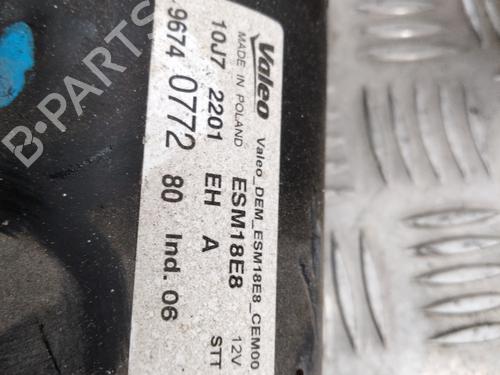 Valeo Valeo_DEM_ESM18E8_CEM00
MADE IN POLAND ESM18E8 12V
10J7 2201 EH A STT
9674 0772 80 Ind. 06
B-PARTS